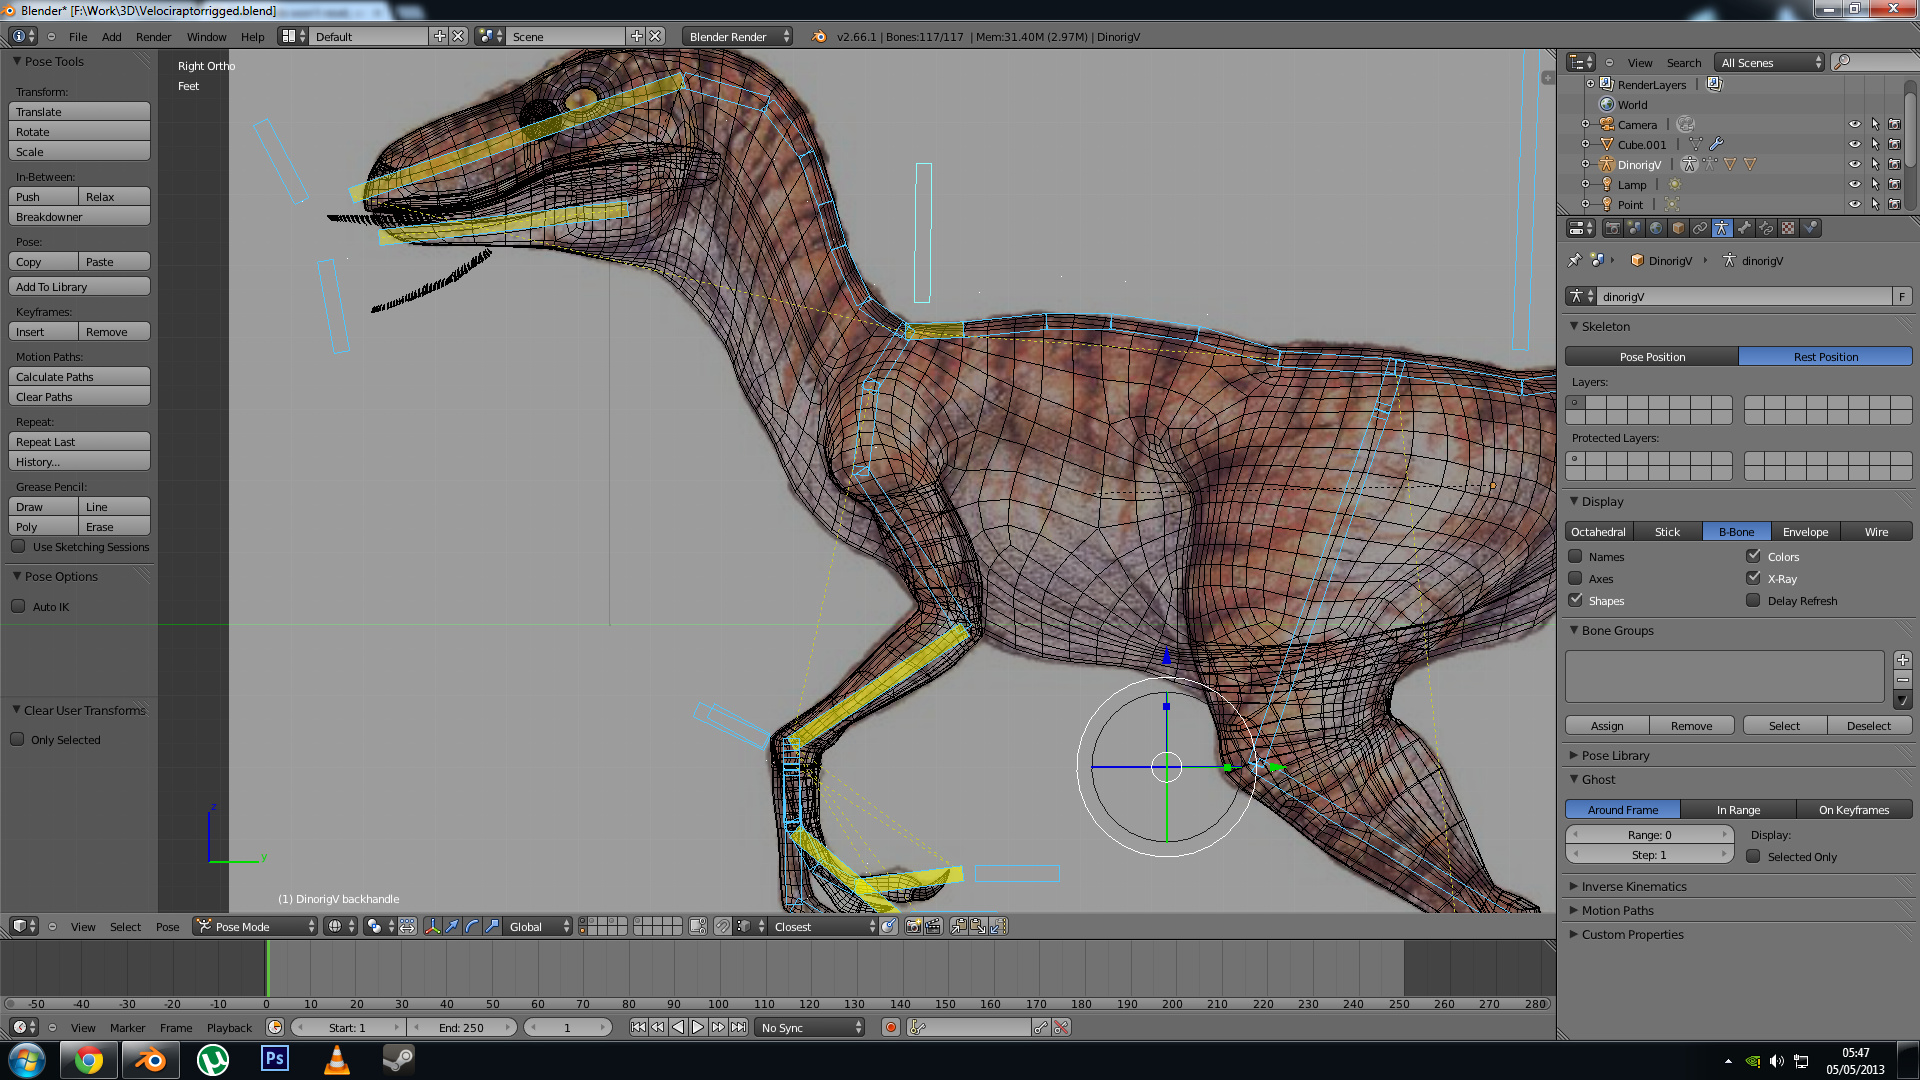 Blender* [F:\Work\3D\Velociraptorrigged.blend]
File Add Render Window Help Default Scene Blender Render v2.66.1 | Bones:117/117 | Mem:31.40M (2.97M) | DinorigV
Pose Tools
Transform:
Translate
Rotate
Scale
In-Between:
Push Relax
Breakdowner
Pose:
Copy Paste
Add To Library
Keyframes:
Insert Remove
Motion Paths:
Calculate Paths
Clear Paths
Repeat:
Repeat Last
History...
Grease Pencil:
Draw Line
Poly Erase
Use Sketching Sessions
Pose Options
Auto IK
Clear User Transforms
Only Selected
Right Ortho
Feet
z
y
(1) DinorigV backhandle
View Select Pose Pose Mode Global Closest
-50 -40 -30 -20 -10 0 10 20 30 40 50 60 70 80 90 100 110 120 130 140 150 160 170 180 190 200 210 220 230 240 250 260 270 280
View Marker Frame Playback Start: 1 End: 250 1 No Sync
View Search All Scenes
RenderLayers
World
Camera
Cube.001
DinorigV
Lamp
Point
DinorigV dinorigV
dinorigV F
Skeleton
Pose Position Rest Position
Layers:
Protected Layers:
Display
Octahedral Stick B-Bone Envelope Wire
Names Colors
Axes X-Ray
Shapes Delay Refresh
Bone Groups
Assign Remove Select Deselect
Pose Library
Ghost
Around Frame In Range On Keyframes
Range: 0 Display:
Step: 1 Selected Only
Inverse Kinematics
Motion Paths
Custom Properties
Ps
05:47
05/05/2013